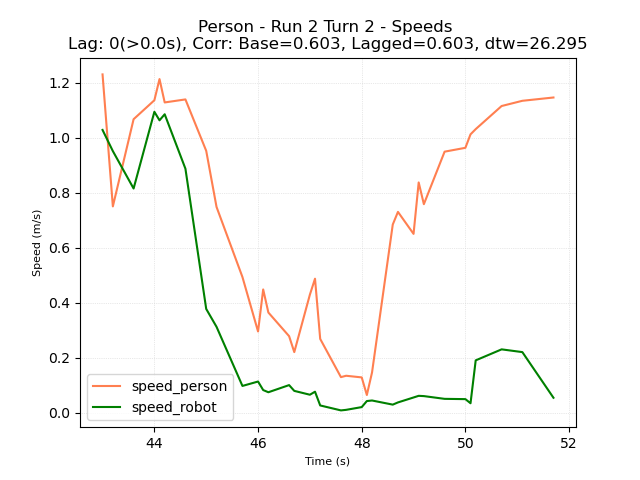 Person - Run 2 Turn 2 - Speeds
Lag: 0(>0.0s), Corr: Base=0.603, Lagged=0.603, dtw=26.295
1.2
1.0
0.8
0.6
0.4
0.2
0.0
Speed (m/s)
speed_person
speed_robot
44 46 48 50 52
Time (s)